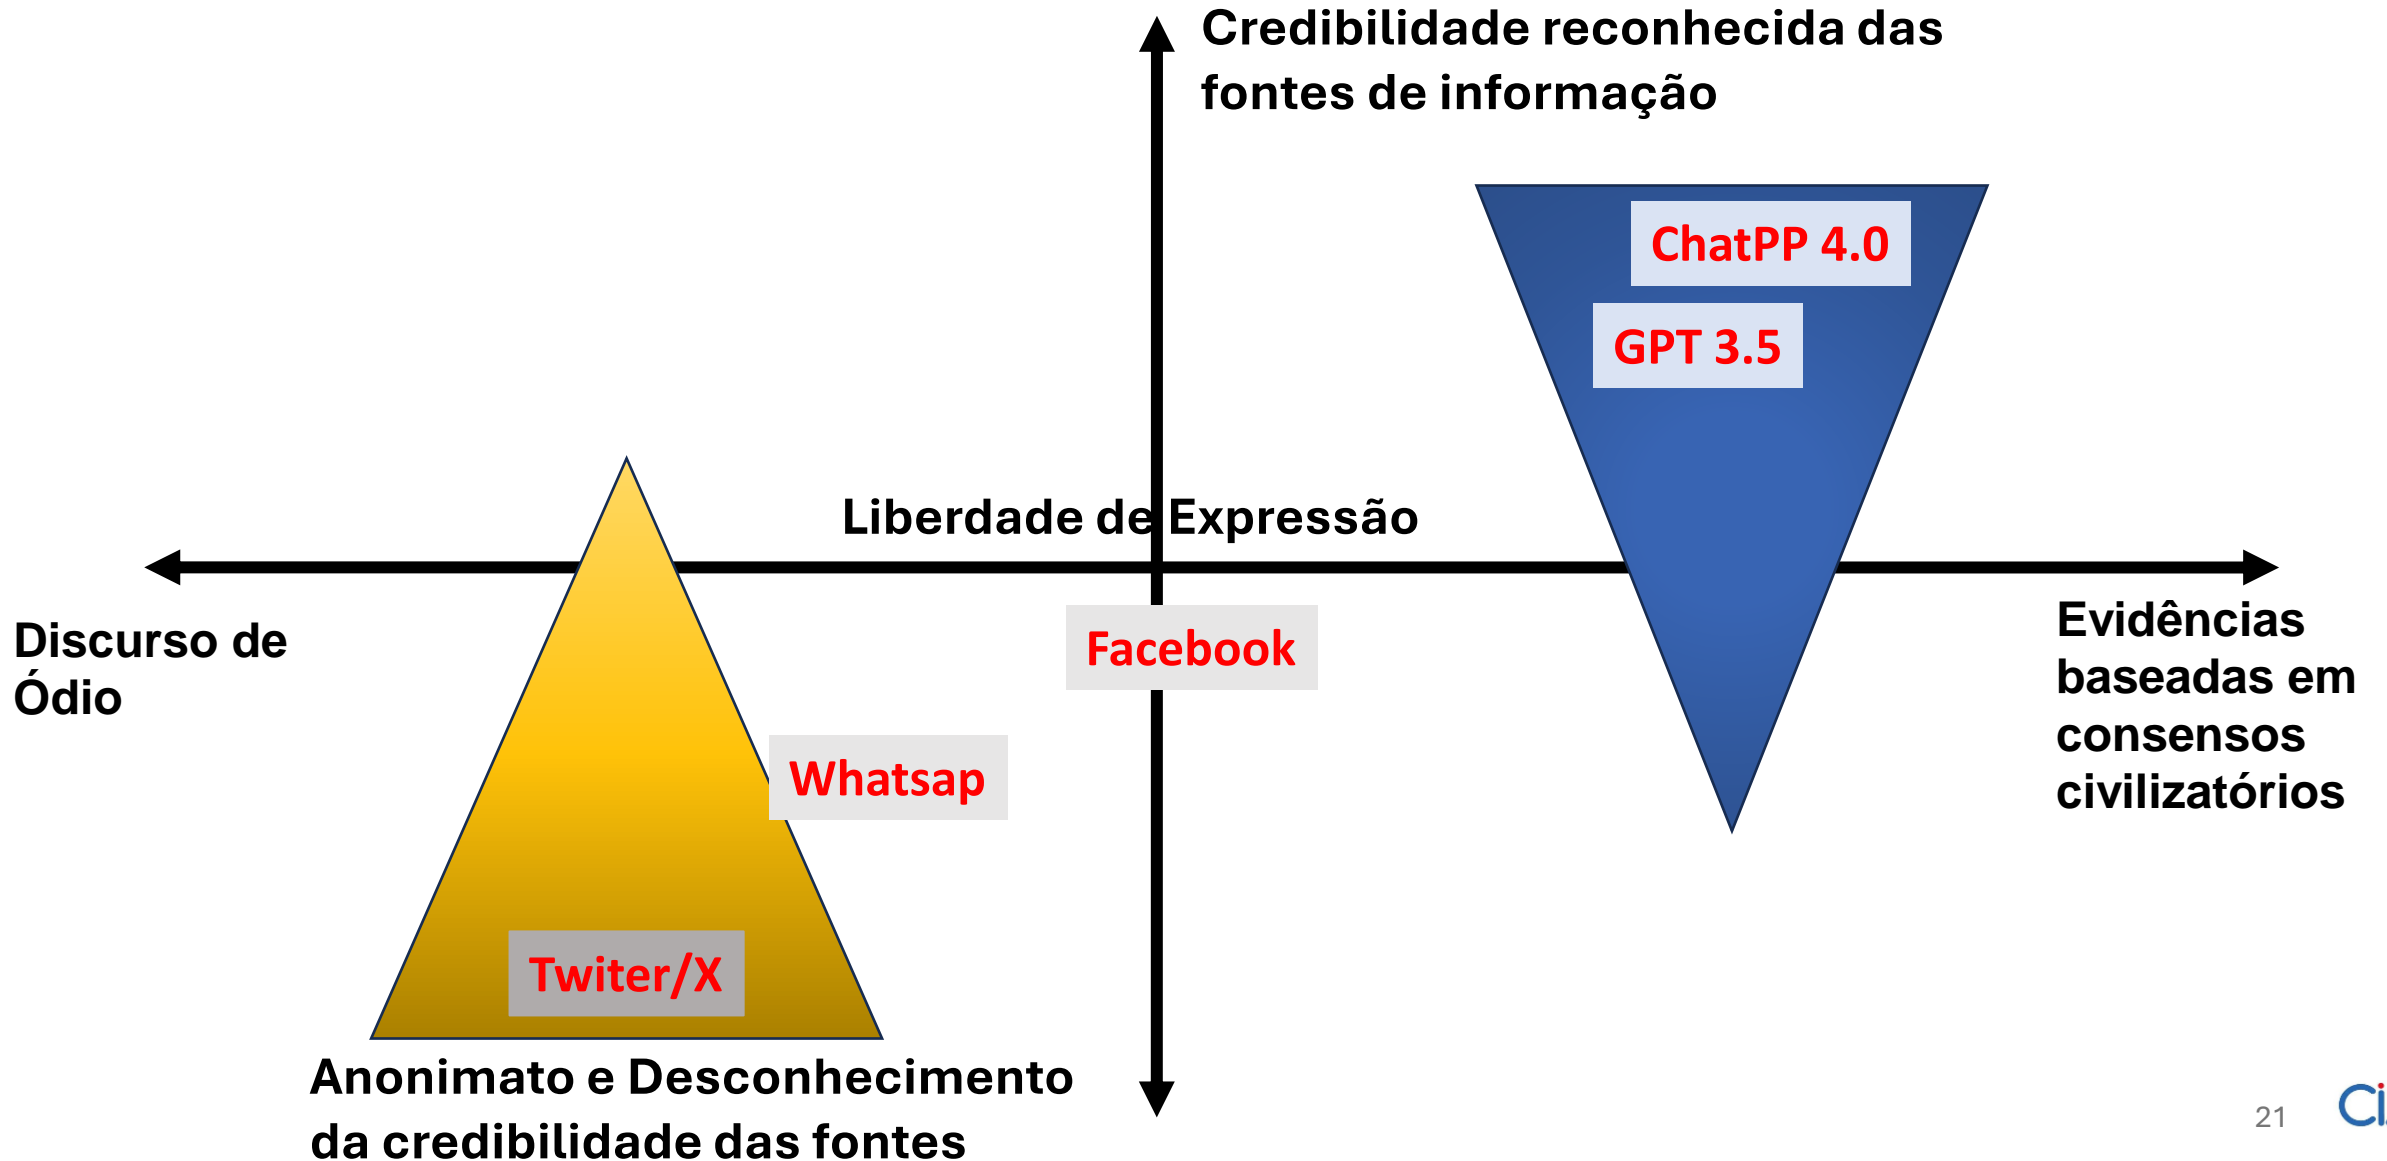 Credibilidade reconhecida das
fontes de informação
ChatPP 4.0
GPT 3.5
Liberdade de Expressão
Discurso de
Ódio
Facebook
Evidências
baseadas em
consensos
civilizatórios
Whatsap
Twiter/X
Anonimato e Desconhecimento
da credibilidade das fontes
21
Ci